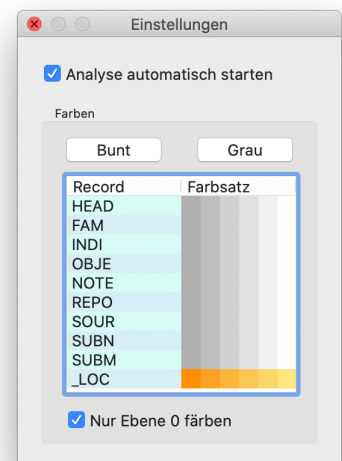 Einstellungen
Analyse automatisch starten
Farben
Bunt Grau
Record Farbsatz
HEAD
FAM
INDI
OBJE
NOTE
REPO
SOUR
SUBN
SUBM
_LOC
Nur Ebene 0 färben